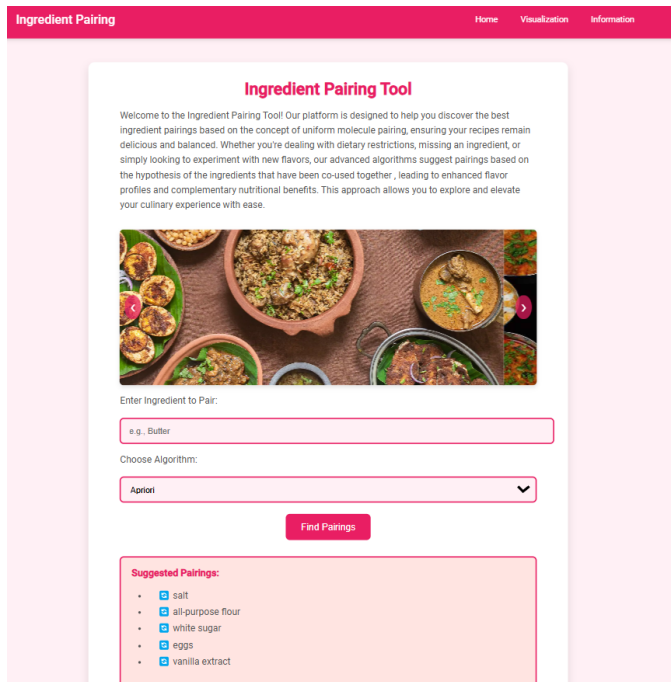 Ingredient Pairing
Home Visualization Information
Ingredient Pairing Tool
Welcome to the Ingredient Pairing Tool! Our platform is designed to help you discover the best
ingredient pairings based on the concept of uniform molecule pairing, ensuring your recipes remain
delicious and balanced. Whether you're dealing with dietary restrictions, missing an ingredient, or
simply looking to experiment with new flavors, our advanced algorithms suggest pairings based on
the hypothesis of the ingredients that have been co-used together , leading to enhanced flavor
profiles and complementary nutritional benefits. This approach allows you to explore and elevate
your culinary experience with ease.
Enter Ingredient to Pair:
e.g., Butter
Choose Algorithm:
Apriori
Find Pairings
Suggested Pairings:
salt
all-purpose flour
white sugar
eggs
vanilla extract